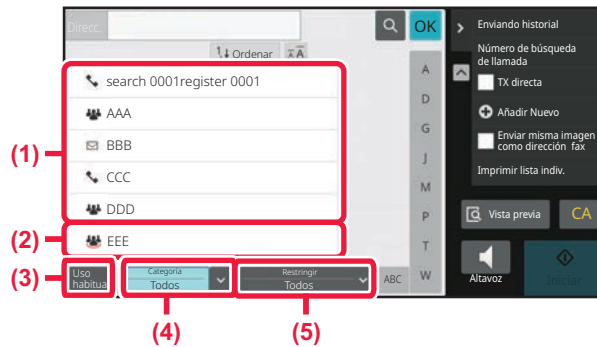 Direcc.
OK
Ordenar
search 0001register 0001
AAA
BBB
CCC
DDD
EEE
A
D
G
J
M
P
T
W
ABC
Uso
habitua
Categoría
Todos
Restringir
Todos
Enviando historial
Número de búsqueda
de llamada
TX directa
Añadir Nuevo
Enviar misma imagen
como dirección fax
Imprimir lista indiv.
Vista previa
CA
Altavoz
Iniciar
(1)
(2)
(3)
(4)
(5)